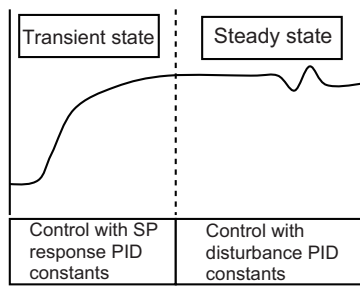 Transient state
Steady state
Control with SP
response PID
constants
Control with
disturbance PID
constants